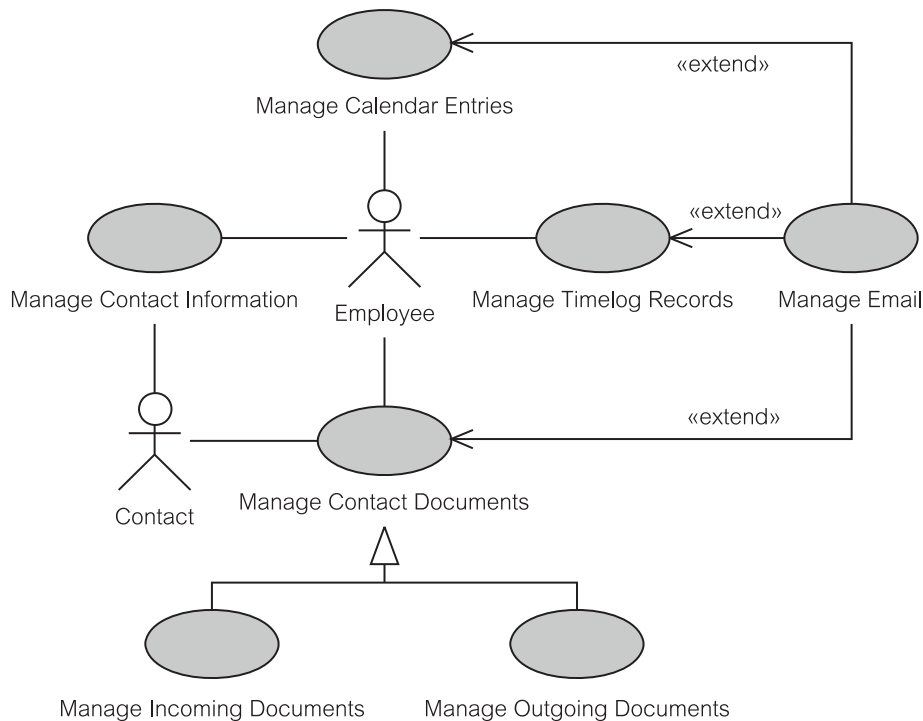 «extend»
Manage Calendar Entries
«extend»
Manage Contact Information
Employee
Manage Timelog Records
Manage Email
«extend»
Manage Contact Documents
Contact
Manage Incoming Documents
Manage Outgoing Documents